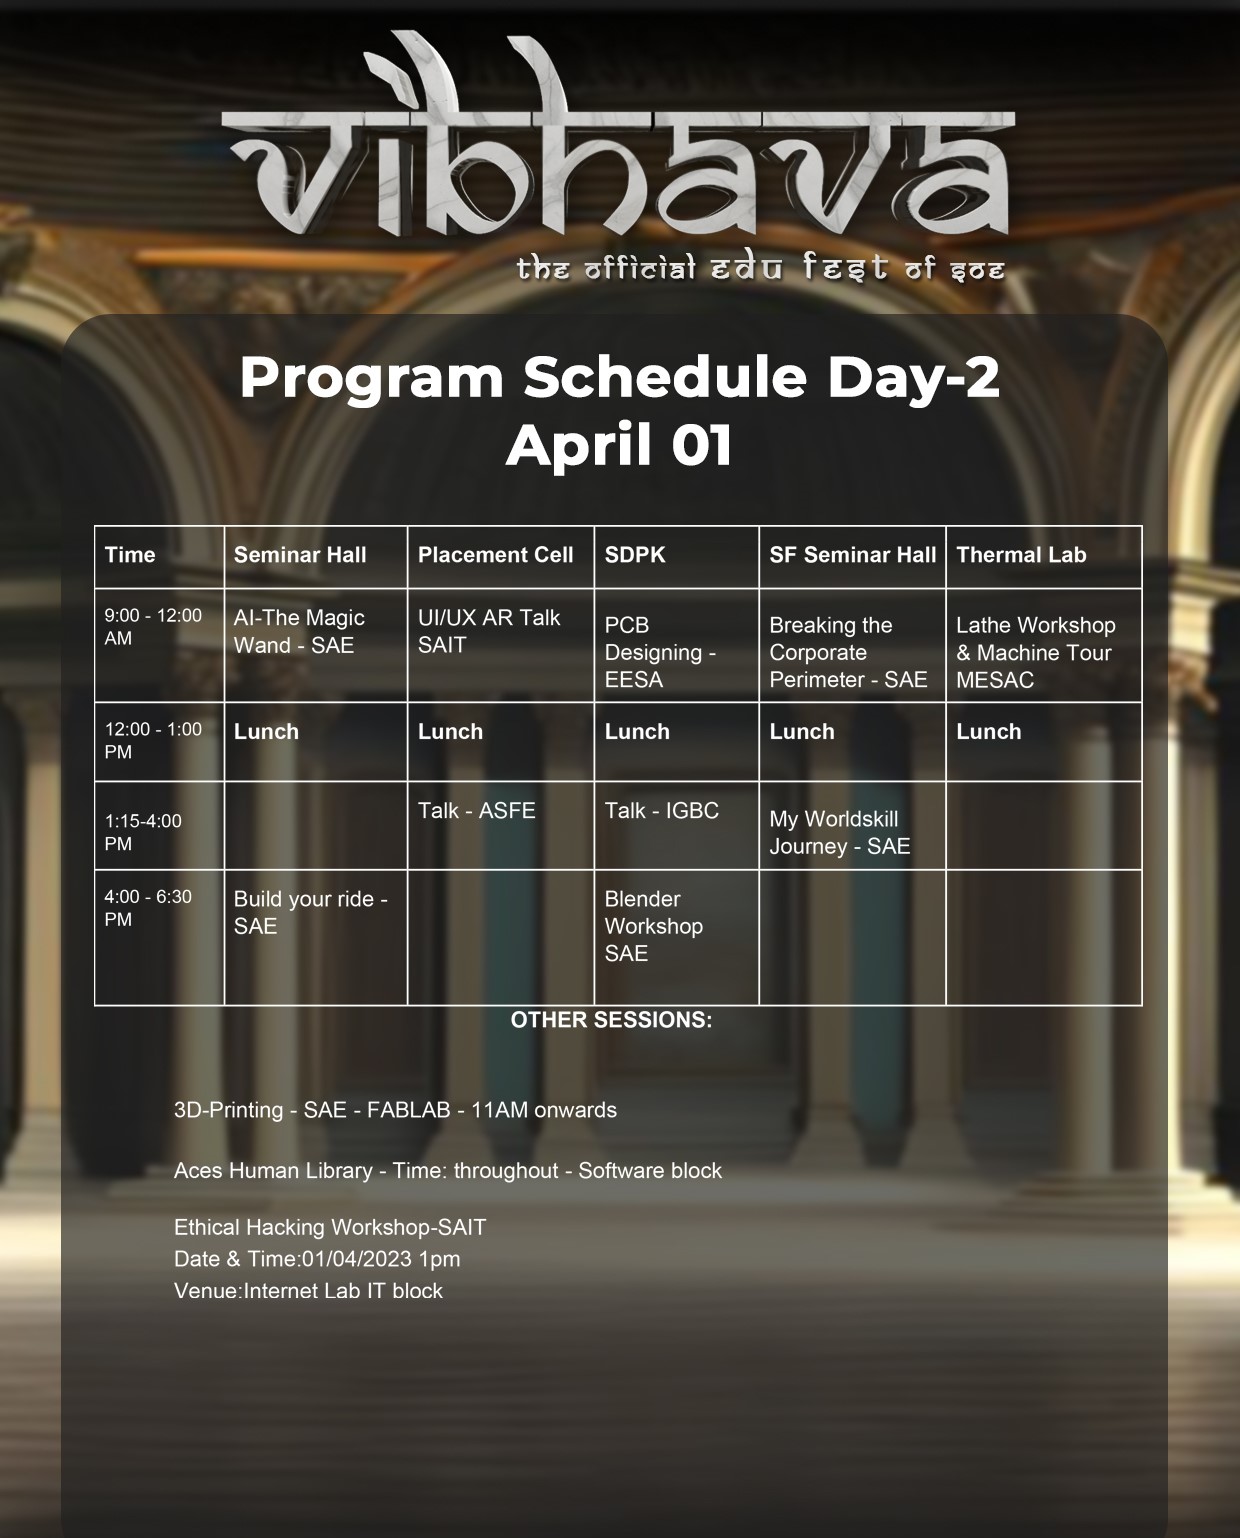 vibhava
the official edu fest of soe
Program Schedule Day-2
April 01
Time
Seminar Hall
Placement Cell
SDPK
SF Seminar Hall
Thermal Lab
9:00 - 12:00
AM
AI-The Magic
Wand - SAE
UI/UX AR Talk
SAIT
PCB
Designing -
EESA
Breaking the
Corporate
Perimeter - SAE
Lathe Workshop
& Machine Tour
MESAC
12:00 - 1:00
PM
Lunch
Lunch
Lunch
Lunch
Lunch
1:15-4:00
PM
Talk - ASFE
Talk - IGBC
My Worldskill
Journey - SAE
4:00 - 6:30
PM
Build your ride -
SAE
Blender
Workshop
SAE
OTHER SESSIONS:
3D-Printing - SAE - FABLAB - 11AM onwards
Aces Human Library - Time: throughout - Software block
Ethical Hacking Workshop-SAIT
Date & Time:01/04/2023 1pm
Venue:Internet Lab IT block